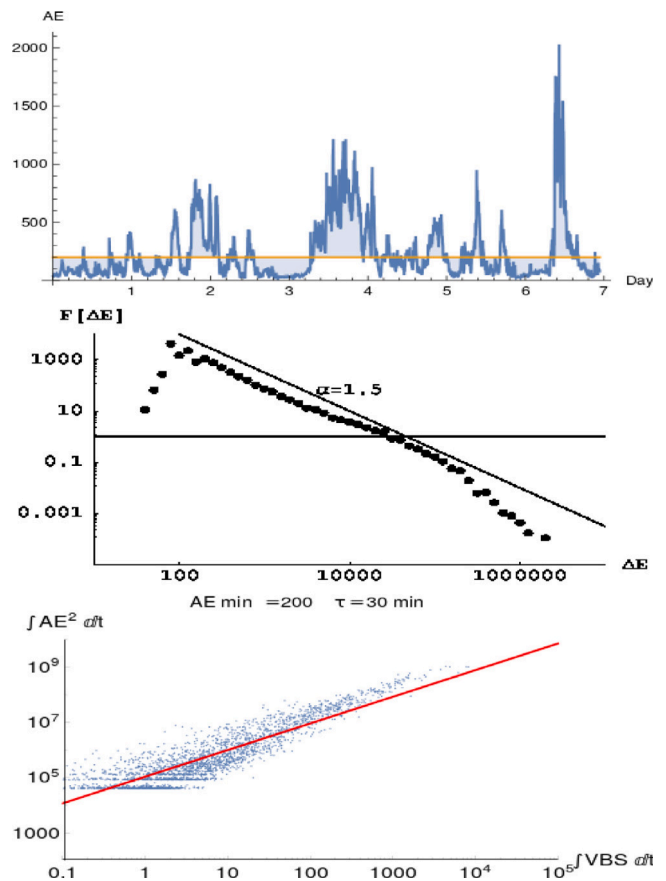 AE
2000
1500
1000
500
1 2 3 4 5 6 7 Day
F [ΔE]
1000
10
0.1
0.001
α=1.5
100 10000 1000000 ΔE
AE min =200 τ =30 min
∫AE² ⅆt
10⁹
10⁷
10⁵
1000
0.1 1 10 100 1000 10⁴ 10⁵ ∫VBS ⅆt